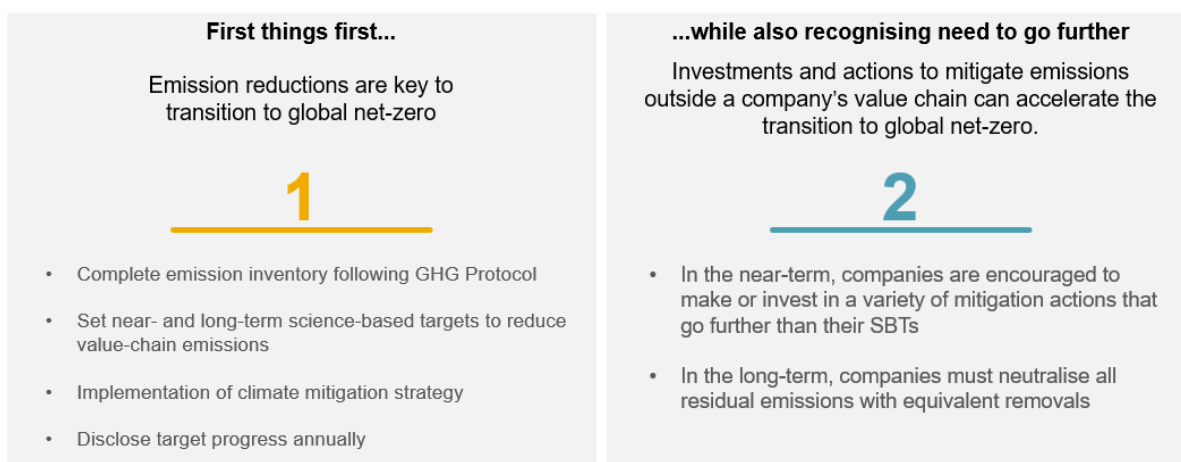 First things first...
Emission reductions are key to
transition to global net-zero
1
• Complete emission inventory following GHG Protocol
• Set near- and long-term science-based targets to reduce
value-chain emissions
• Implementation of climate mitigation strategy
• Disclose target progress annually
...while also recognising need to go further
Investments and actions to mitigate emissions
outside a company's value chain can accelerate the
transition to global net-zero.
2
• In the near-term, companies are encouraged to
make or invest in a variety of mitigation actions that
go further than their SBTs
• In the long-term, companies must neutralise all
residual emissions with equivalent removals